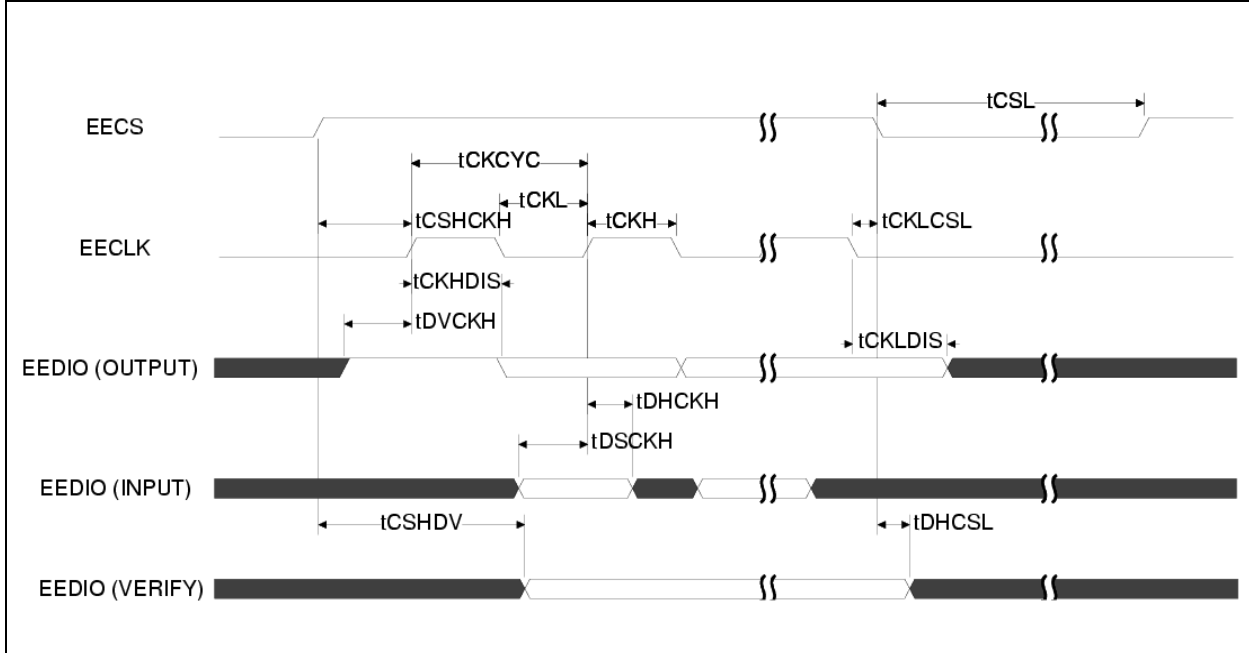 tCSL
EECS
tCKCYC
tCKL
tCSHCKH
tCKH
tCKLCSL
EECLK
tCKHDIS
tDVCKH
tCKLDIS
EEDIO (OUTPUT)
tDHCKH
tDSCKH
EEDIO (INPUT)
tCSHDV
tDHCSL
EEDIO (VERIFY)